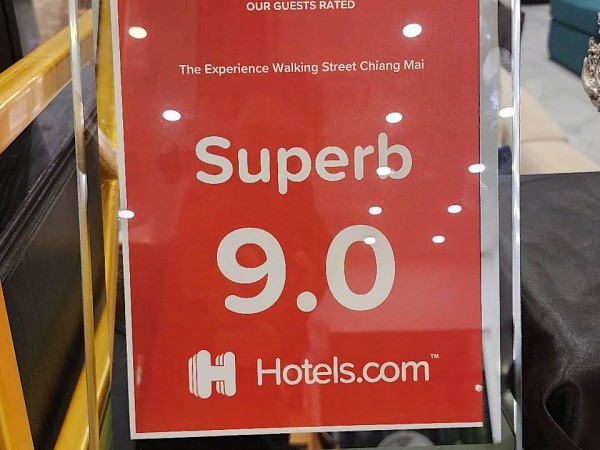 OUR GUESTS RATED
The Experience Walking Street Chiang Mai
Superb
9.0
H Hotels.com™